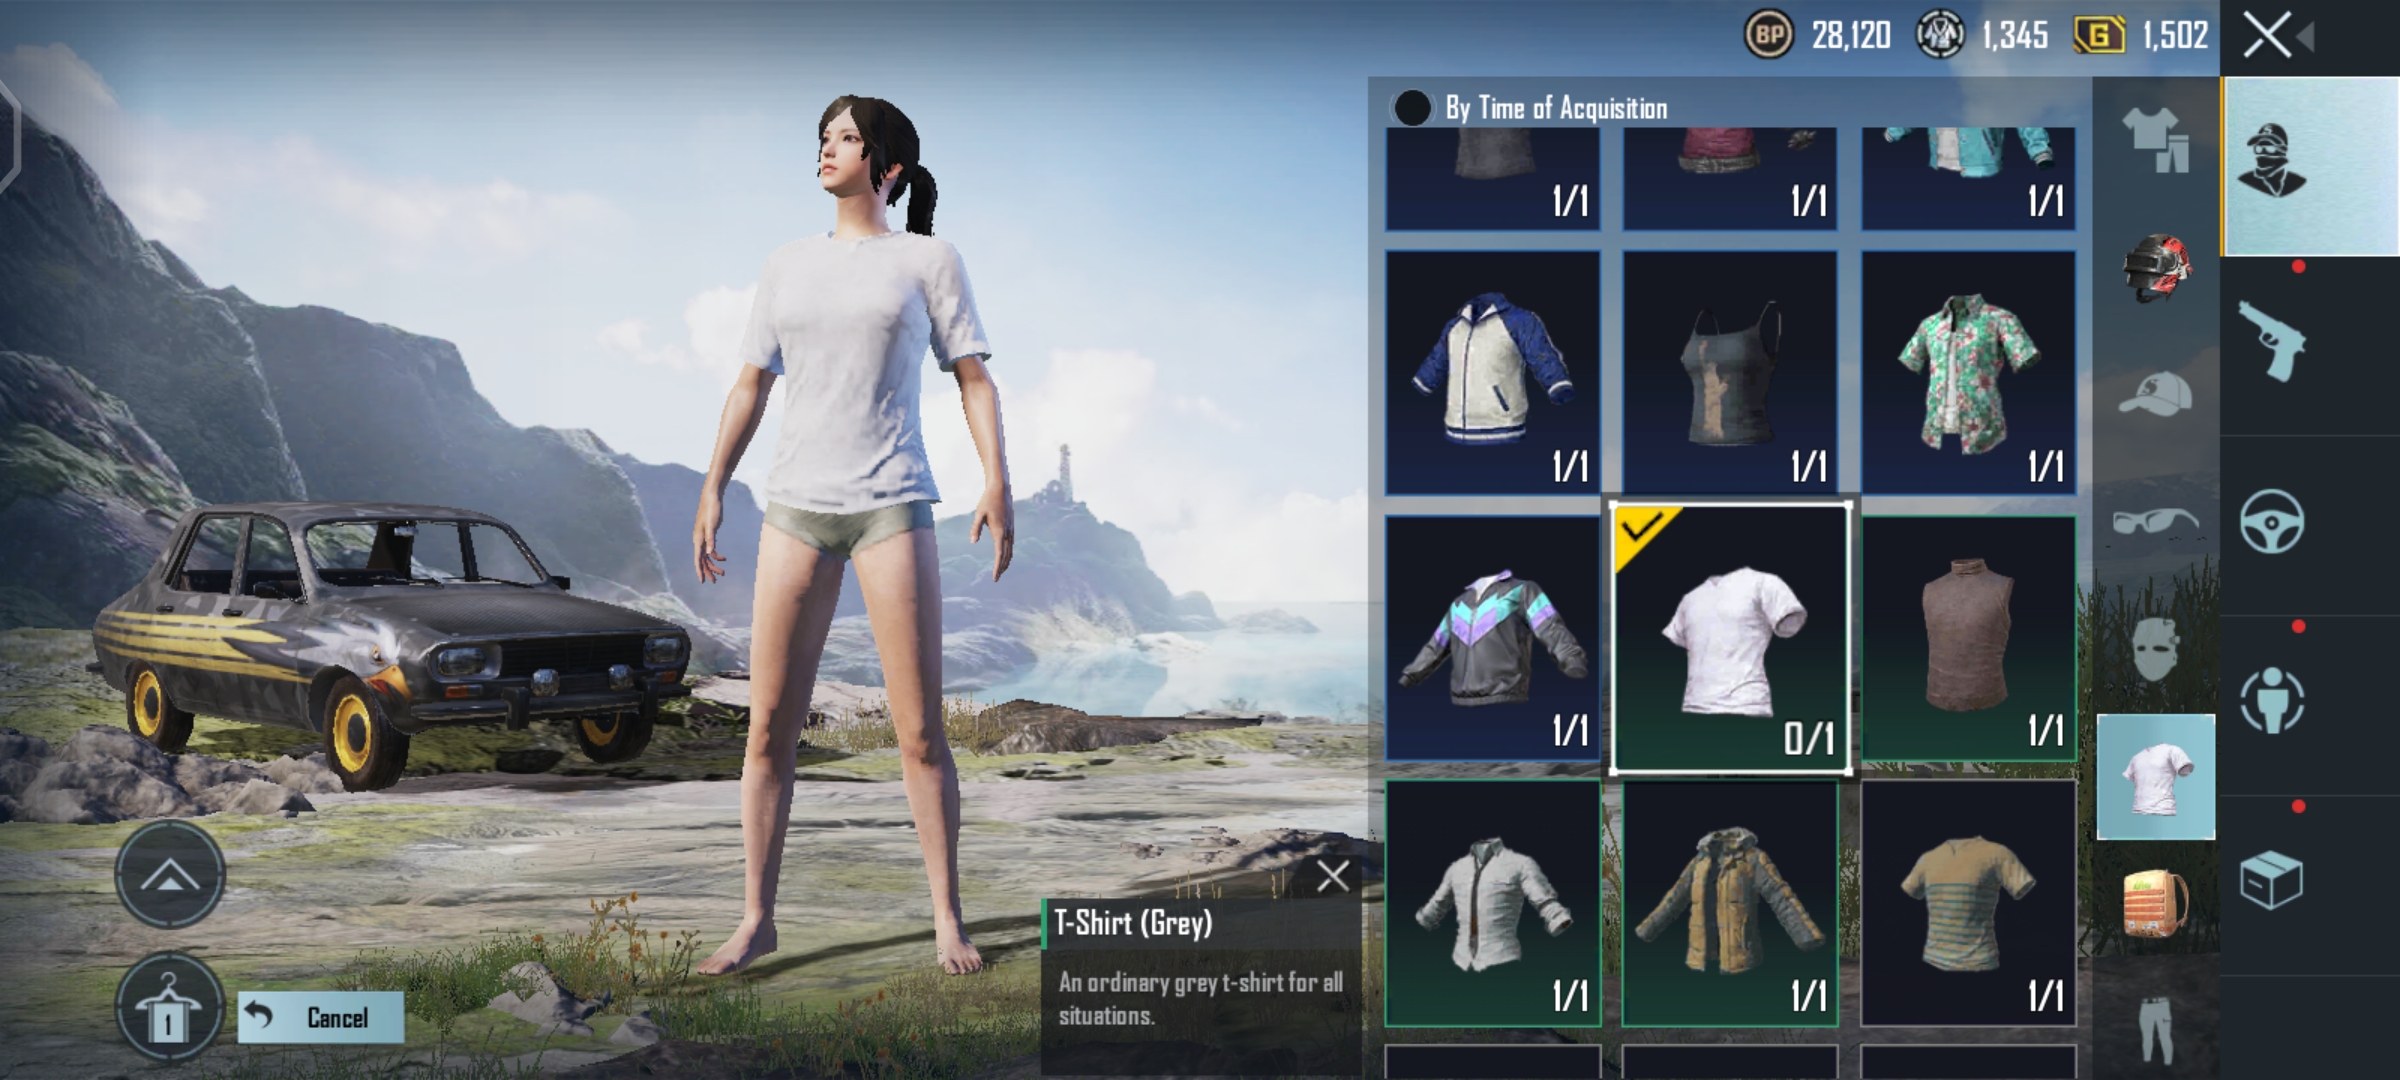 BP 28,120 1,345 G 1,502
By Time of Acquisition
1/1 1/1 1/1
1/1 1/1 1/1
1/1 0/1 1/1
1/1 1/1 1/1
T-Shirt (Grey)
An ordinary grey t-shirt for all
situations.
1
Cancel